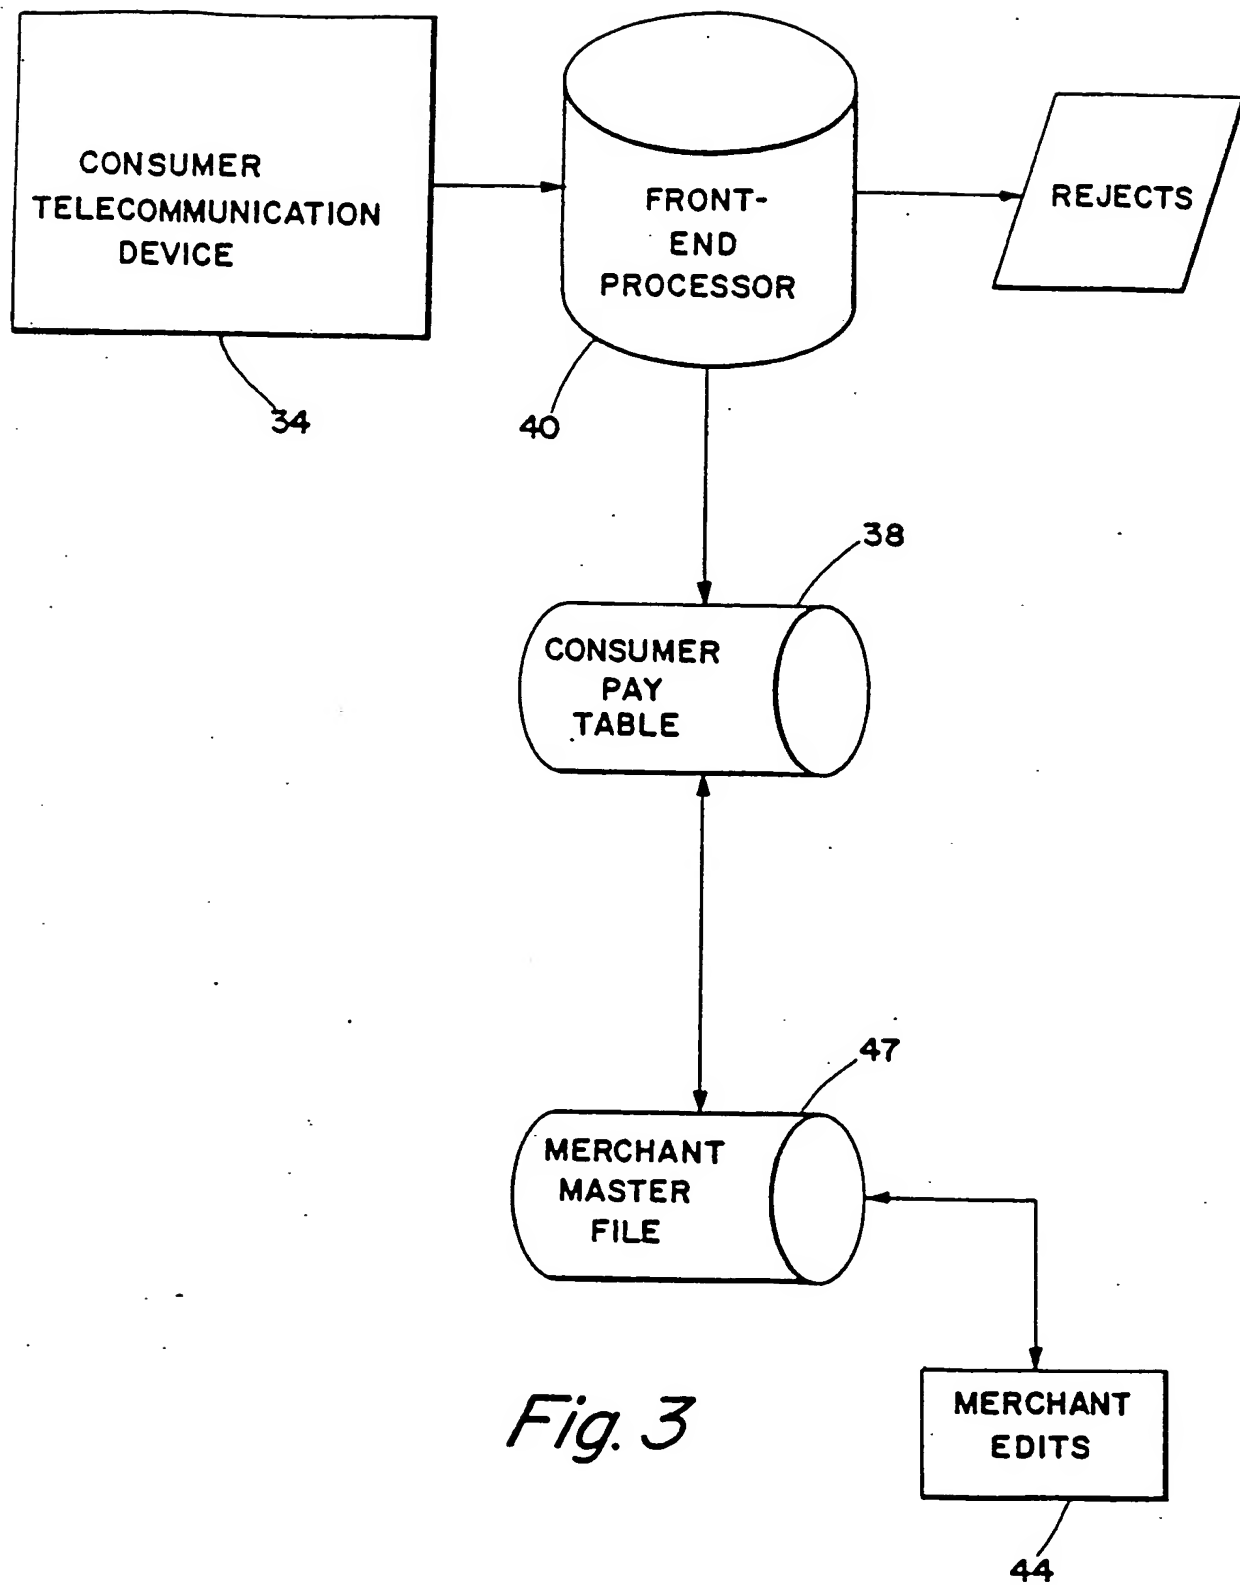 CONSUMER
TELECOMMUNICATION
DEVICE
34
FRONT-
END
PROCESSOR
40
REJECTS
38
CONSUMER
PAY
TABLE
47
MERCHANT
MASTER
FILE
MERCHANT
EDITS
44
Fig. 3